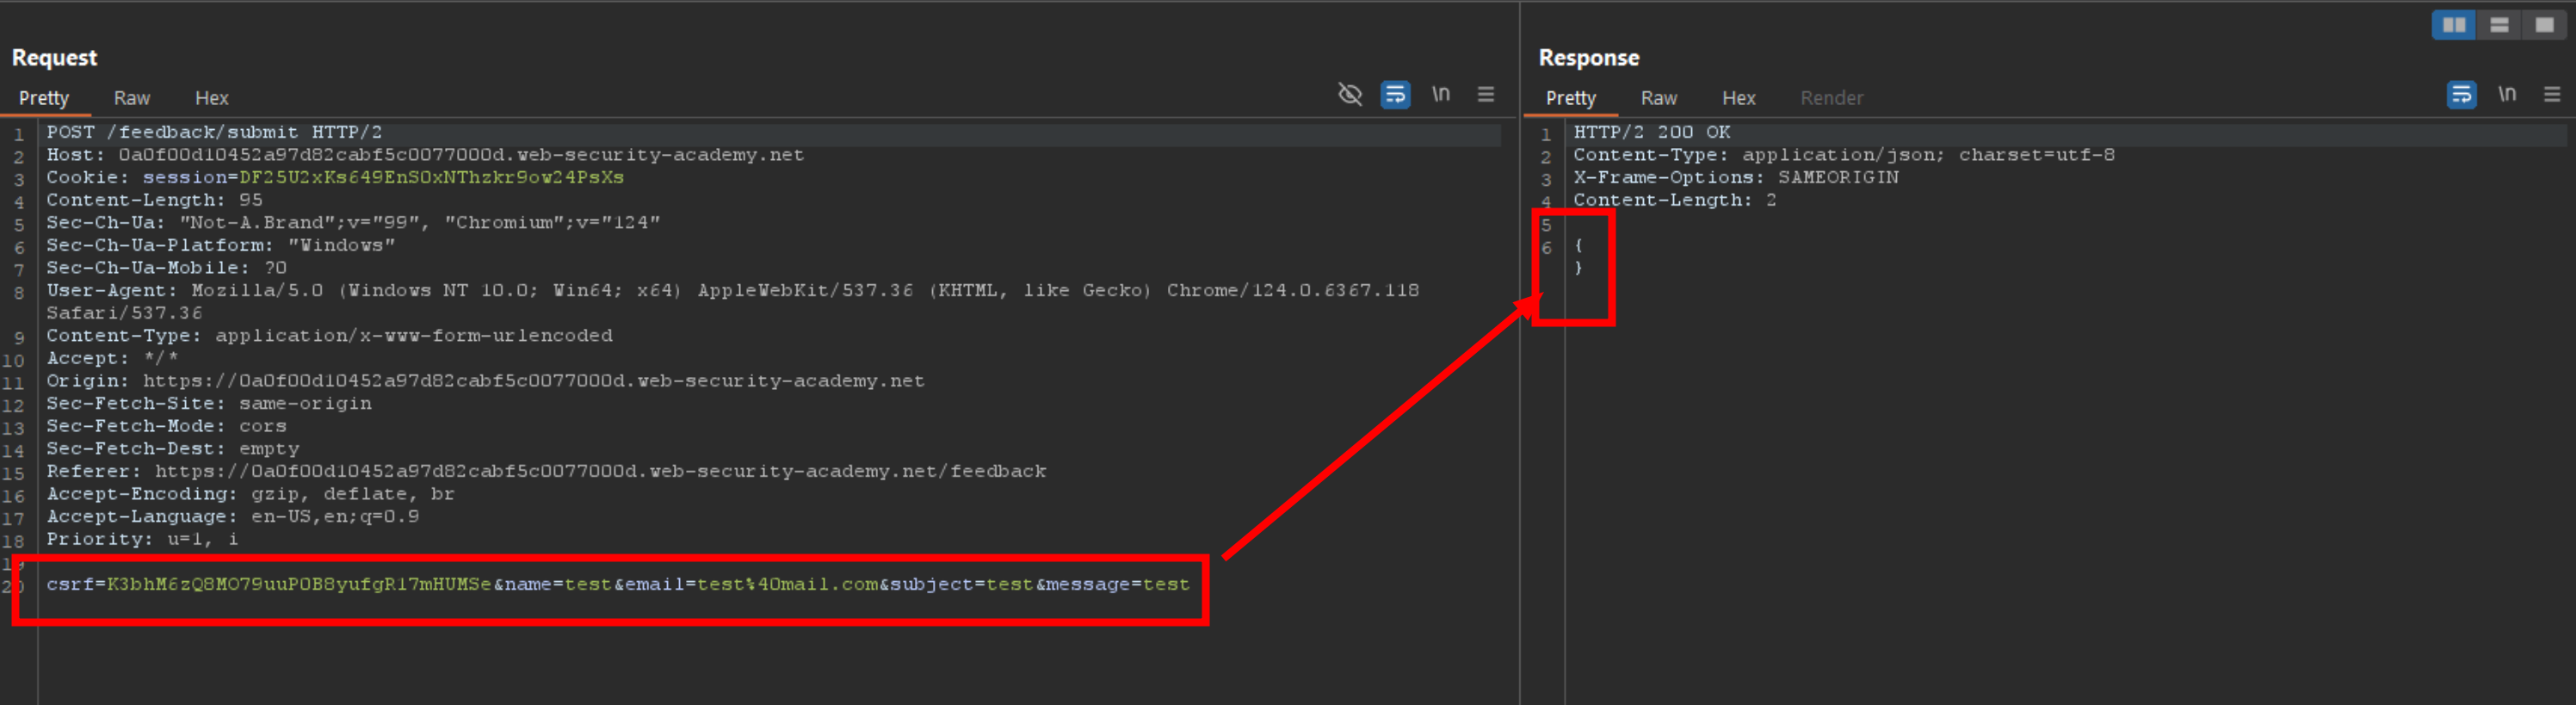 Request
Pretty Raw Hex \n
1 POST /feedback/submit HTTP/2
2 Host: 0a0f00d10452a97d82cabf5c0077000d.web-security-academy.net
3 Cookie: session=DF25U2xKs649EnS0xNThzkr9ow24PsXs
4 Content-Length: 95
5 Sec-Ch-Ua: "Not-A.Brand";v="99", "Chromium";v="124"
6 Sec-Ch-Ua-Platform: "Windows"
7 Sec-Ch-Ua-Mobile: ?0
8 User-Agent: Mozilla/5.0 (Windows NT 10.0; Win64; x64) AppleWebKit/537.36 (KHTML, like Gecko) Chrome/124.0.6367.118
Safari/537.36
9 Content-Type: application/x-www-form-urlencoded
10 Accept: */*
11 Origin: https://0a0f00d10452a97d82cabf5c0077000d.web-security-academy.net
12 Sec-Fetch-Site: same-origin
13 Sec-Fetch-Mode: cors
14 Sec-Fetch-Dest: empty
15 Referer: https://0a0f00d10452a97d82cabf5c0077000d.web-security-academy.net/feedback
16 Accept-Encoding: gzip, deflate, br
17 Accept-Language: en-US,en;q=0.9
18 Priority: u=1, i
19
20 csrf=K3bhM6zQ8MO79uuP0B8yufgR17mHUMSe&name=test&email=test%40mail.com&subject=test&message=test
Response
Pretty Raw Hex Render \n
1 HTTP/2 200 OK
2 Content-Type: application/json; charset=utf-8
3 X-Frame-Options: SAMEORIGIN
4 Content-Length: 2
5
6 {
}